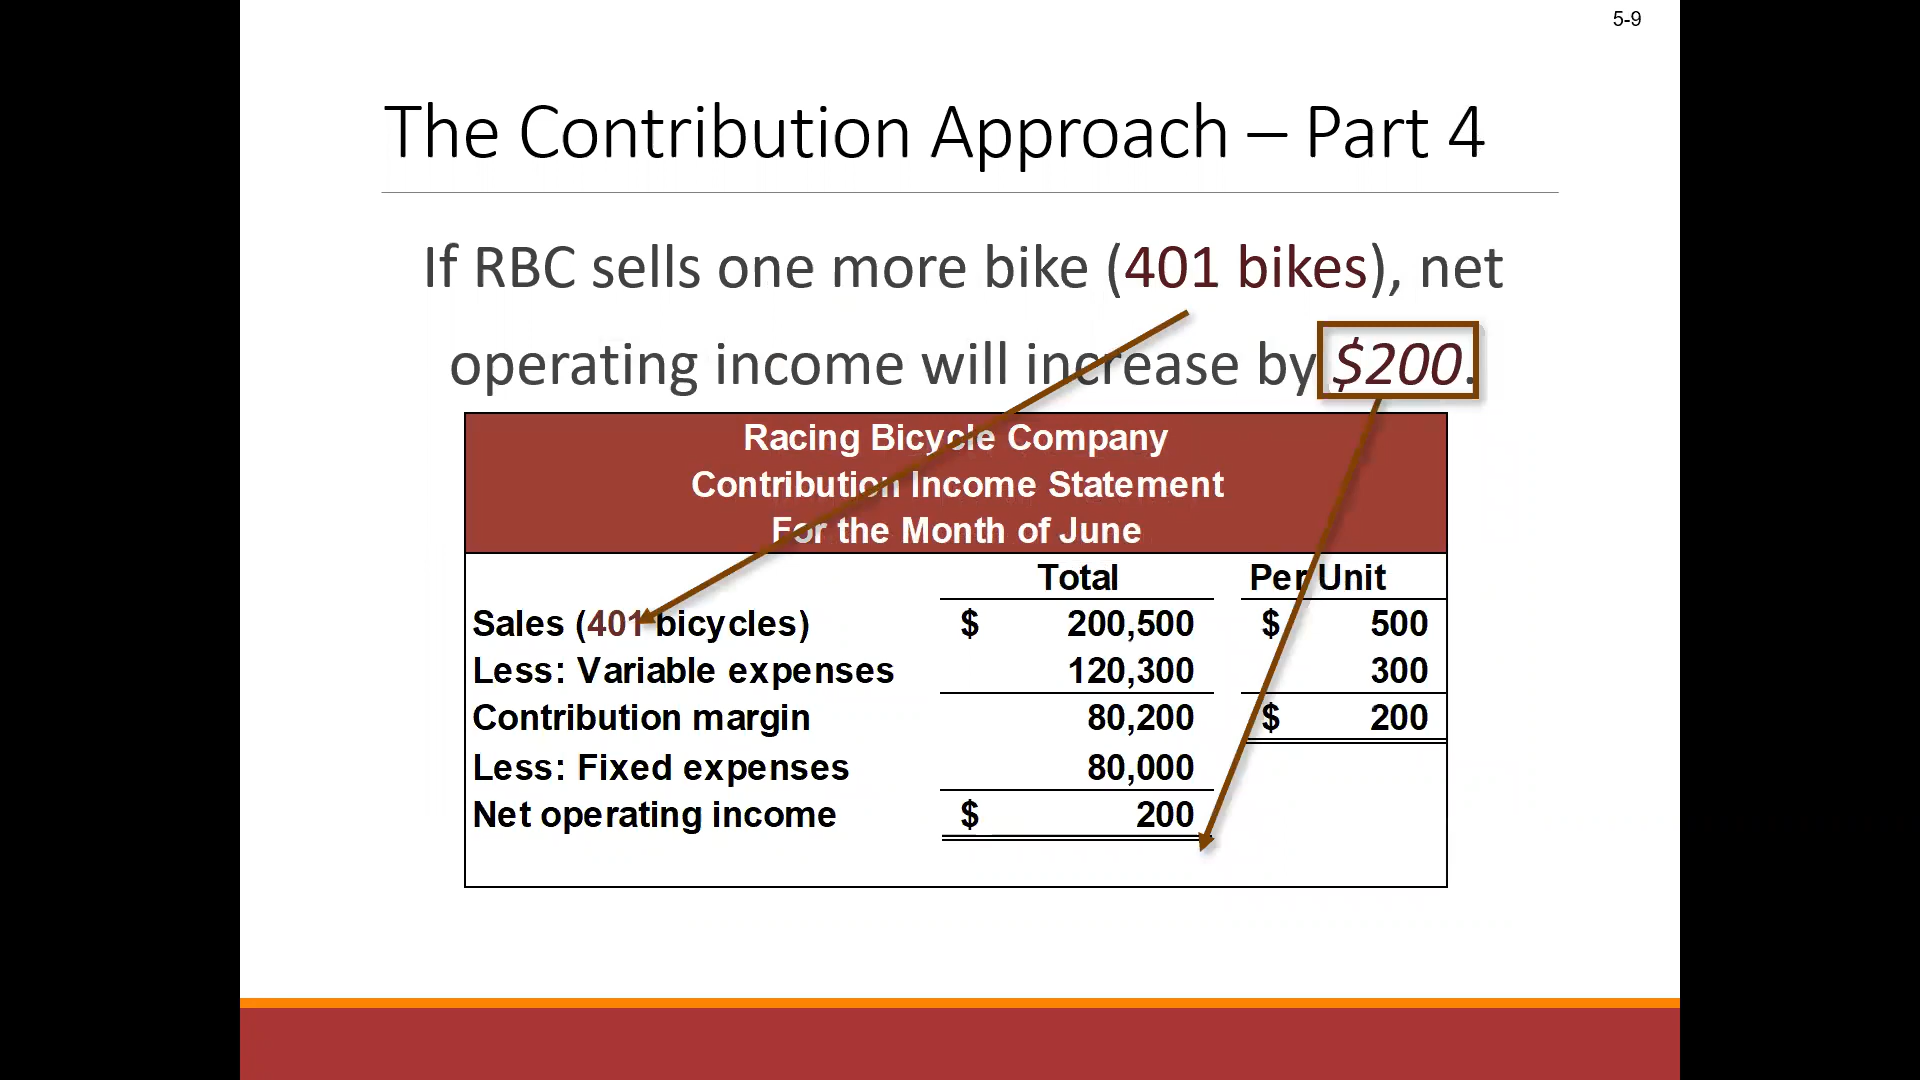 5-9
The Contribution Approach – Part 4
If RBC sells one more bike (401 bikes), net
operating income will increase by $200.
Racing Bicycle Company
Contribution Income Statement
For the Month of June
Total Per Unit
Sales (401 bicycles) $ 200,500 $ 500
Less: Variable expenses 120,300 300
Contribution margin 80,200 $ 200
Less: Fixed expenses 80,000
Net operating income $ 200